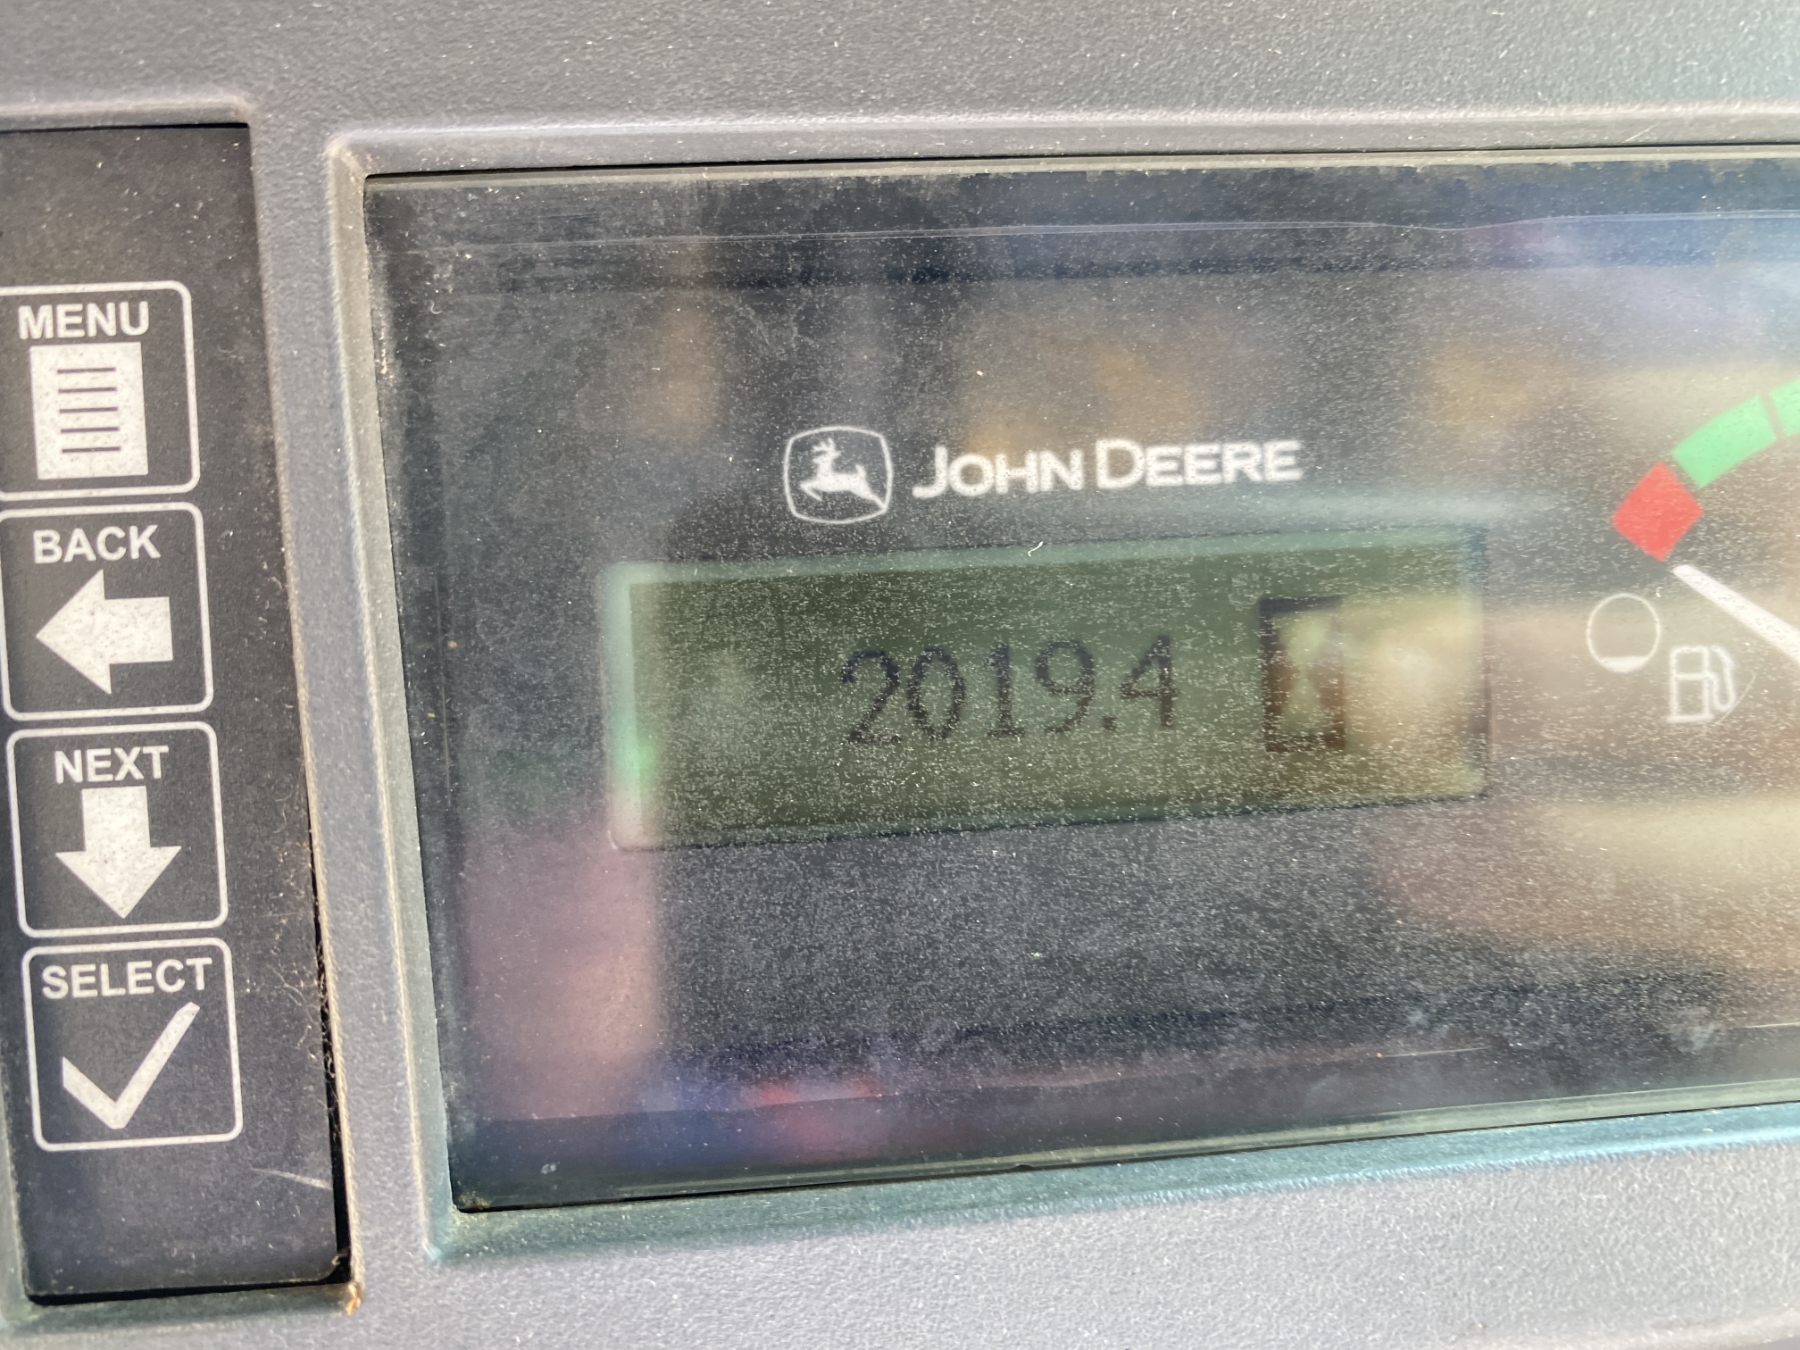 MENU
BACK
NEXT
SELECT
JOHN DEERE
2019.4